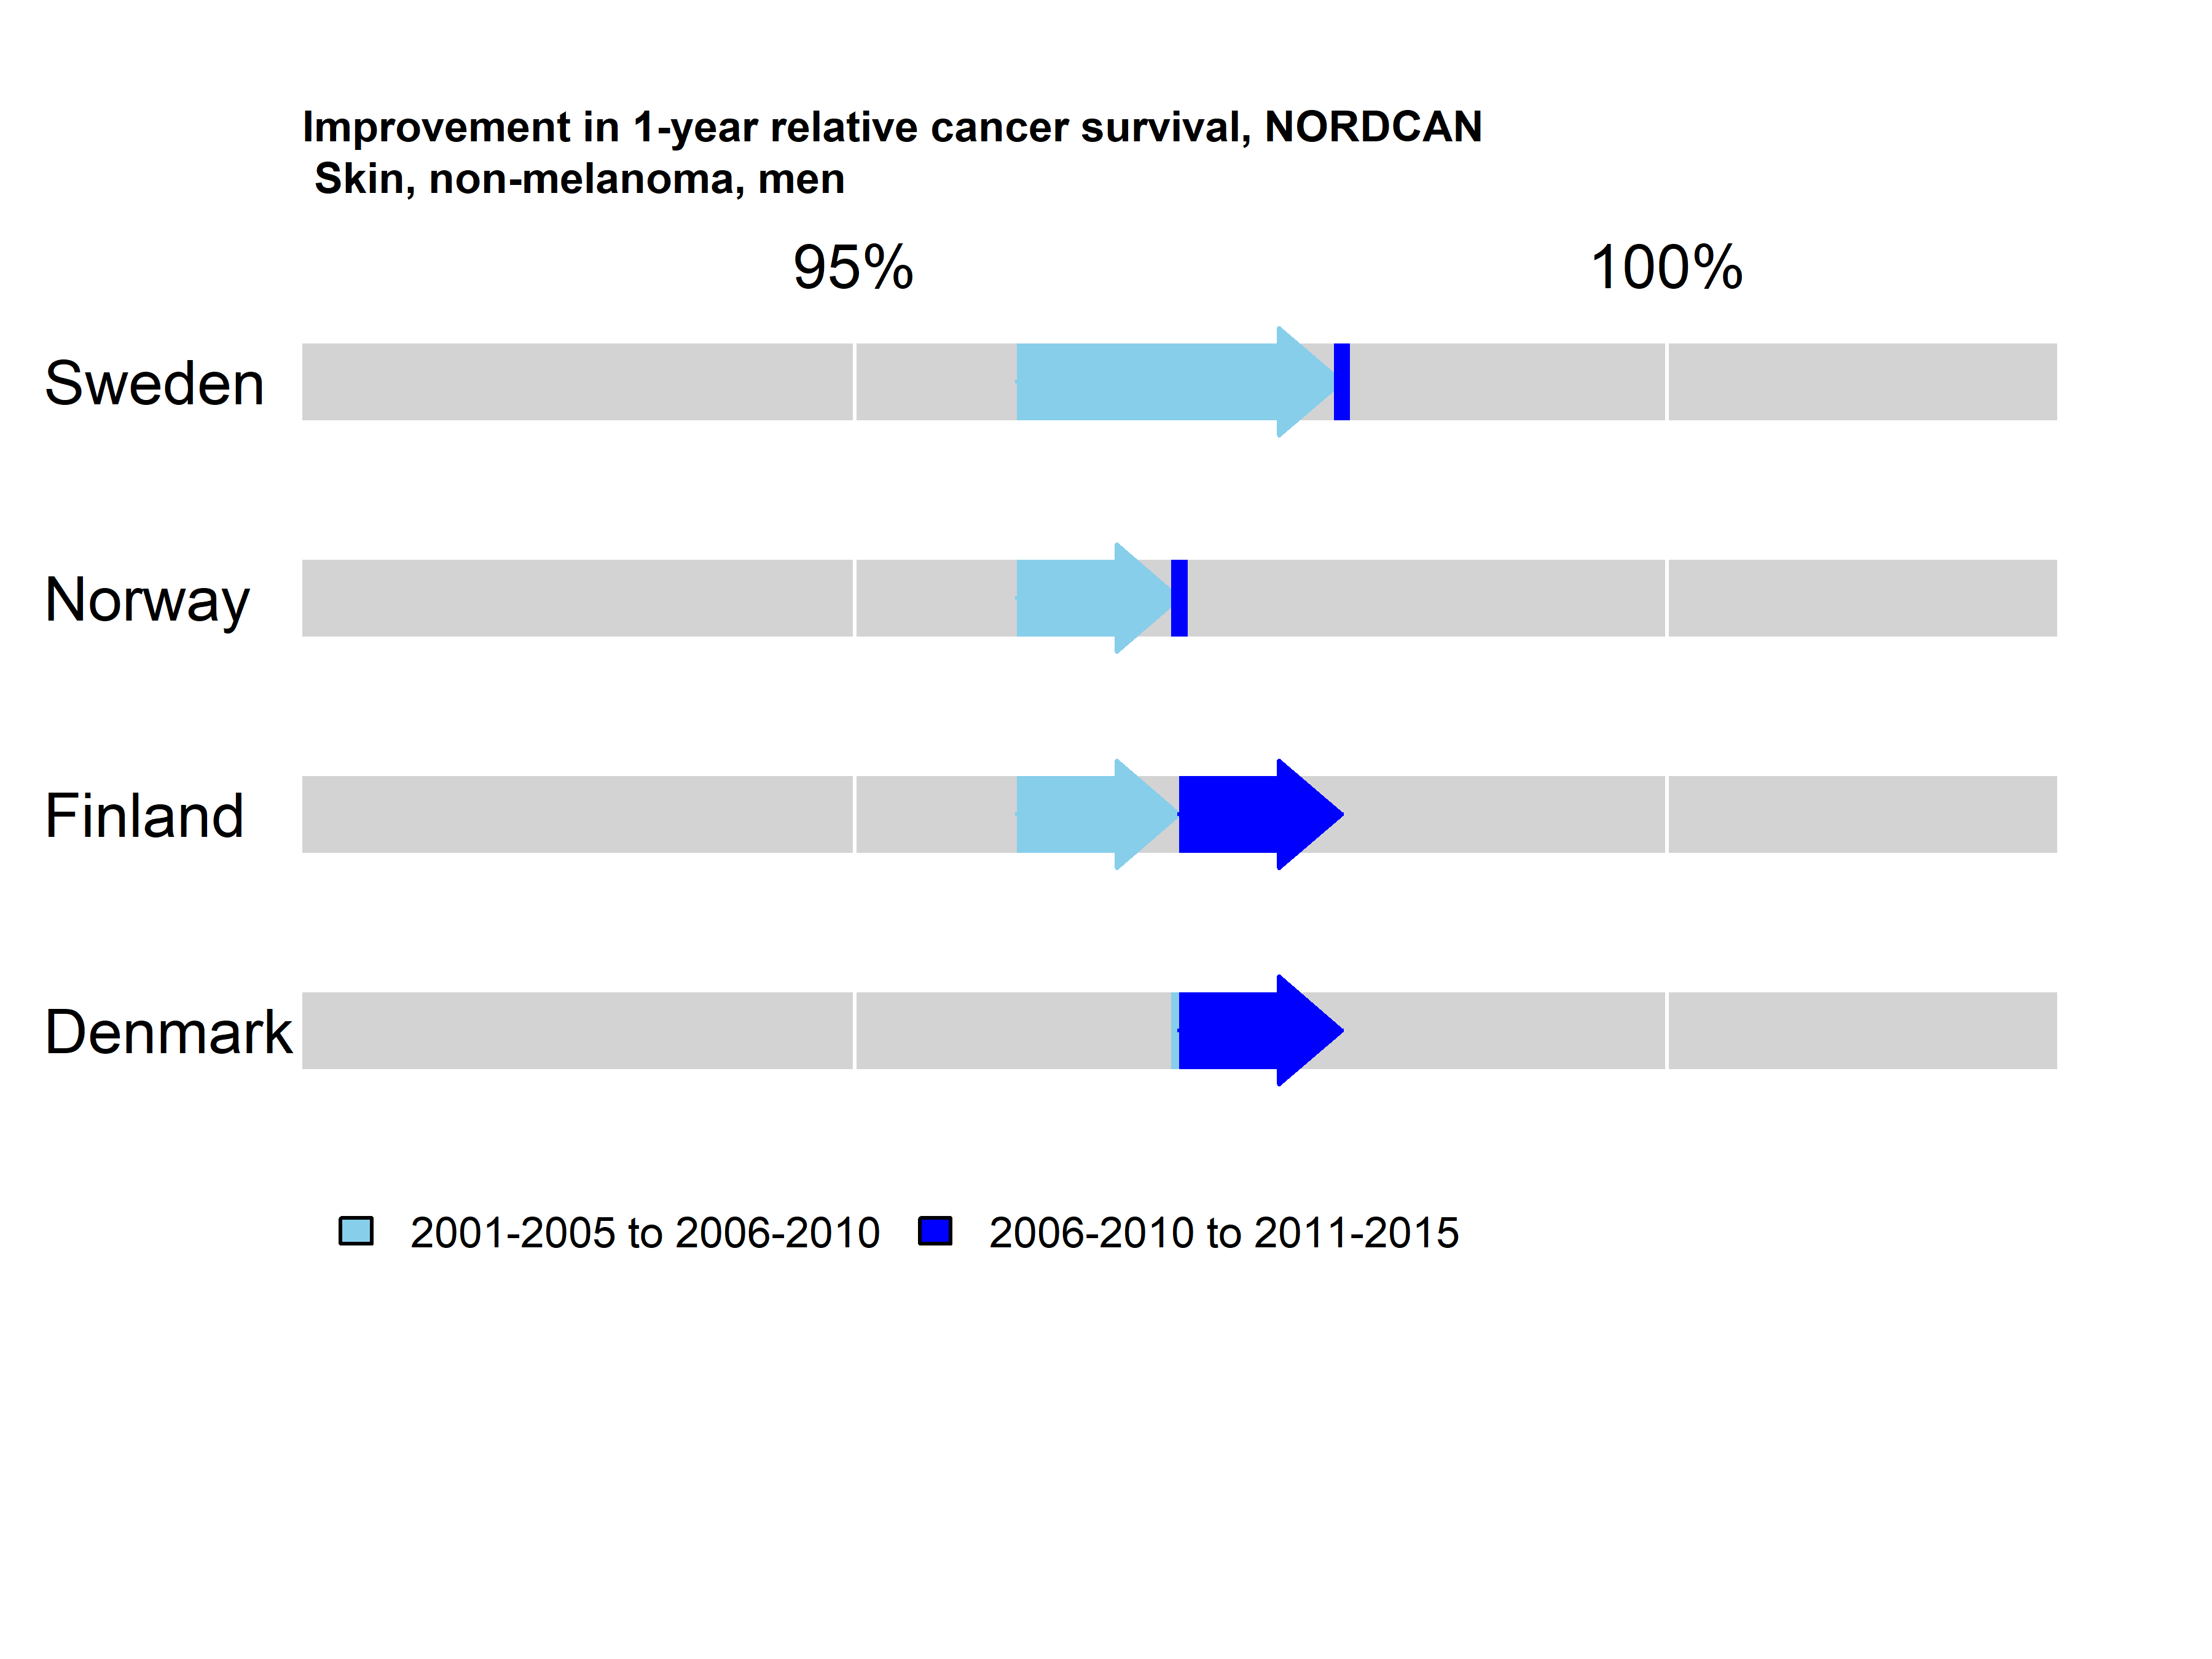 Improvement in 1-year relative cancer survival, NORDCAN
Skin, non-melanoma, men
95% 100%
Sweden
Norway
Finland
Denmark
2001-2005 to 2006-2010 2006-2010 to 2011-2015